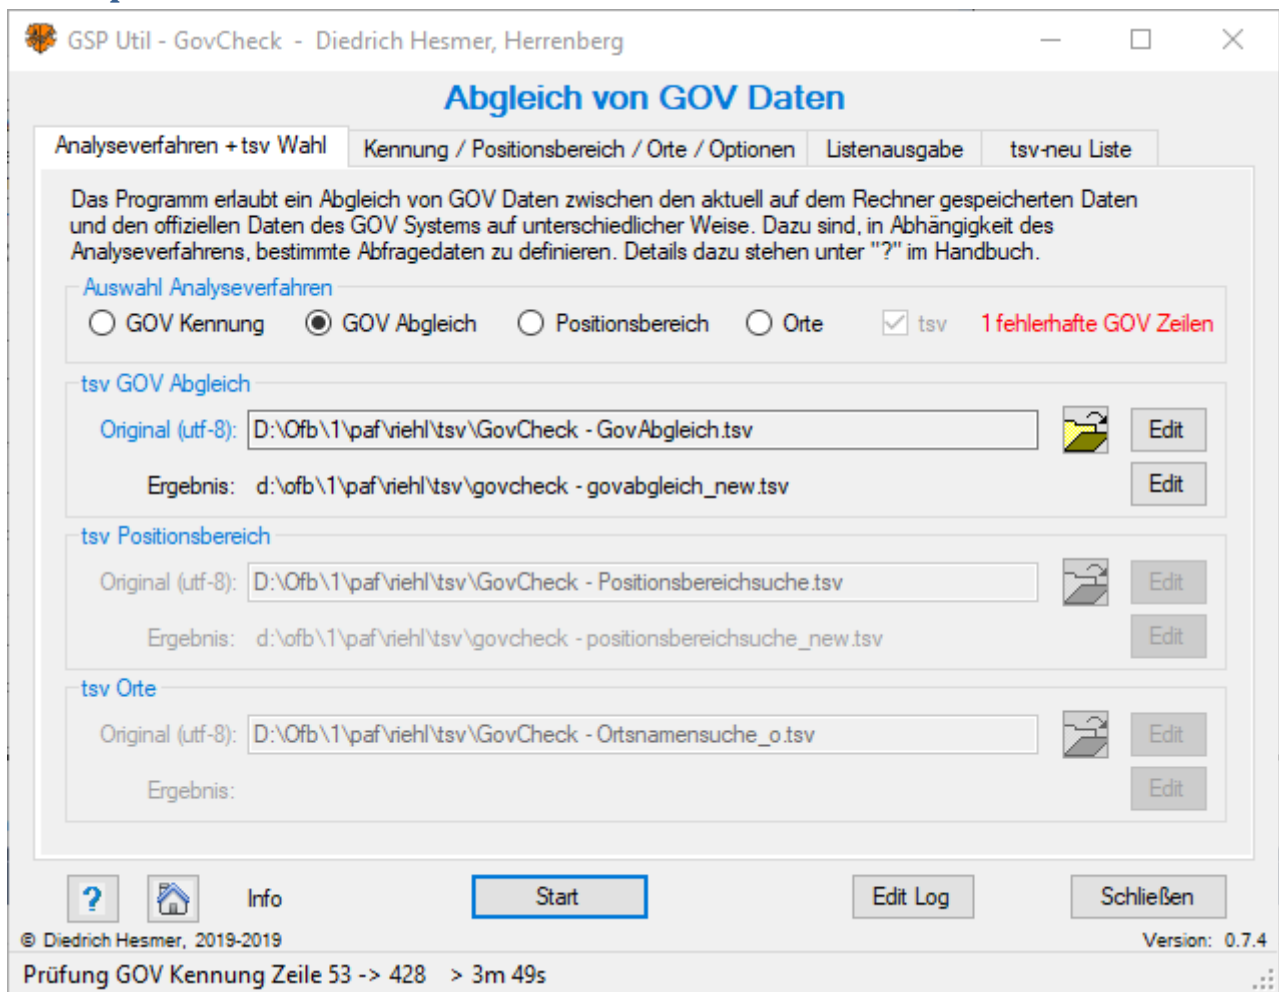 GSP Util - GovCheck - Diedrich Hesmer, Herrenberg
Abgleich von GOV Daten
Analyseverfahren + tsv Wahl Kennung / Positionsbereich / Orte / Optionen Listenausgabe tsv-neu Liste
Das Programm erlaubt ein Abgleich von GOV Daten zwischen den aktuell auf dem Rechner gespeicherten Daten
und den offiziellen Daten des GOV Systems auf unterschiedlicher Weise. Dazu sind, in Abhängigkeit des
Analyseverfahrens, bestimmte Abfragedaten zu definieren. Details dazu stehen unter "?" im Handbuch.
Auswahl Analyseverfahren
GOV Kennung GOV Abgleich Positionsbereich Orte tsv 1 fehlerhafte GOV Zeilen
tsv GOV Abgleich
Original (utf-8): D:\Ofb\1\paf\riehl\tsv\GovCheck - GovAbgleich.tsv Edit
Ergebnis: d:\ofb\1\paf\riehl\tsv\govcheck - govabgleich_new.tsv Edit
tsv Positionsbereich
Original (utf-8): D:\Ofb\1\paf\riehl\tsv\GovCheck - Positionsbereichsuche.tsv Edit
Ergebnis: d:\ofb\1\paf\riehl\tsv\govcheck - positionsbereichsuche_new.tsv Edit
tsv Orte
Original (utf-8): D:\Ofb\1\paf\riehl\tsv\GovCheck - Ortsnamensuche_o.tsv Edit
Ergebnis: Edit
? Info Start Edit Log Schließen
© Diedrich Hesmer, 2019-2019 Version: 0.7.4
Prüfung GOV Kennung Zeile 53 -> 428 > 3m 49s